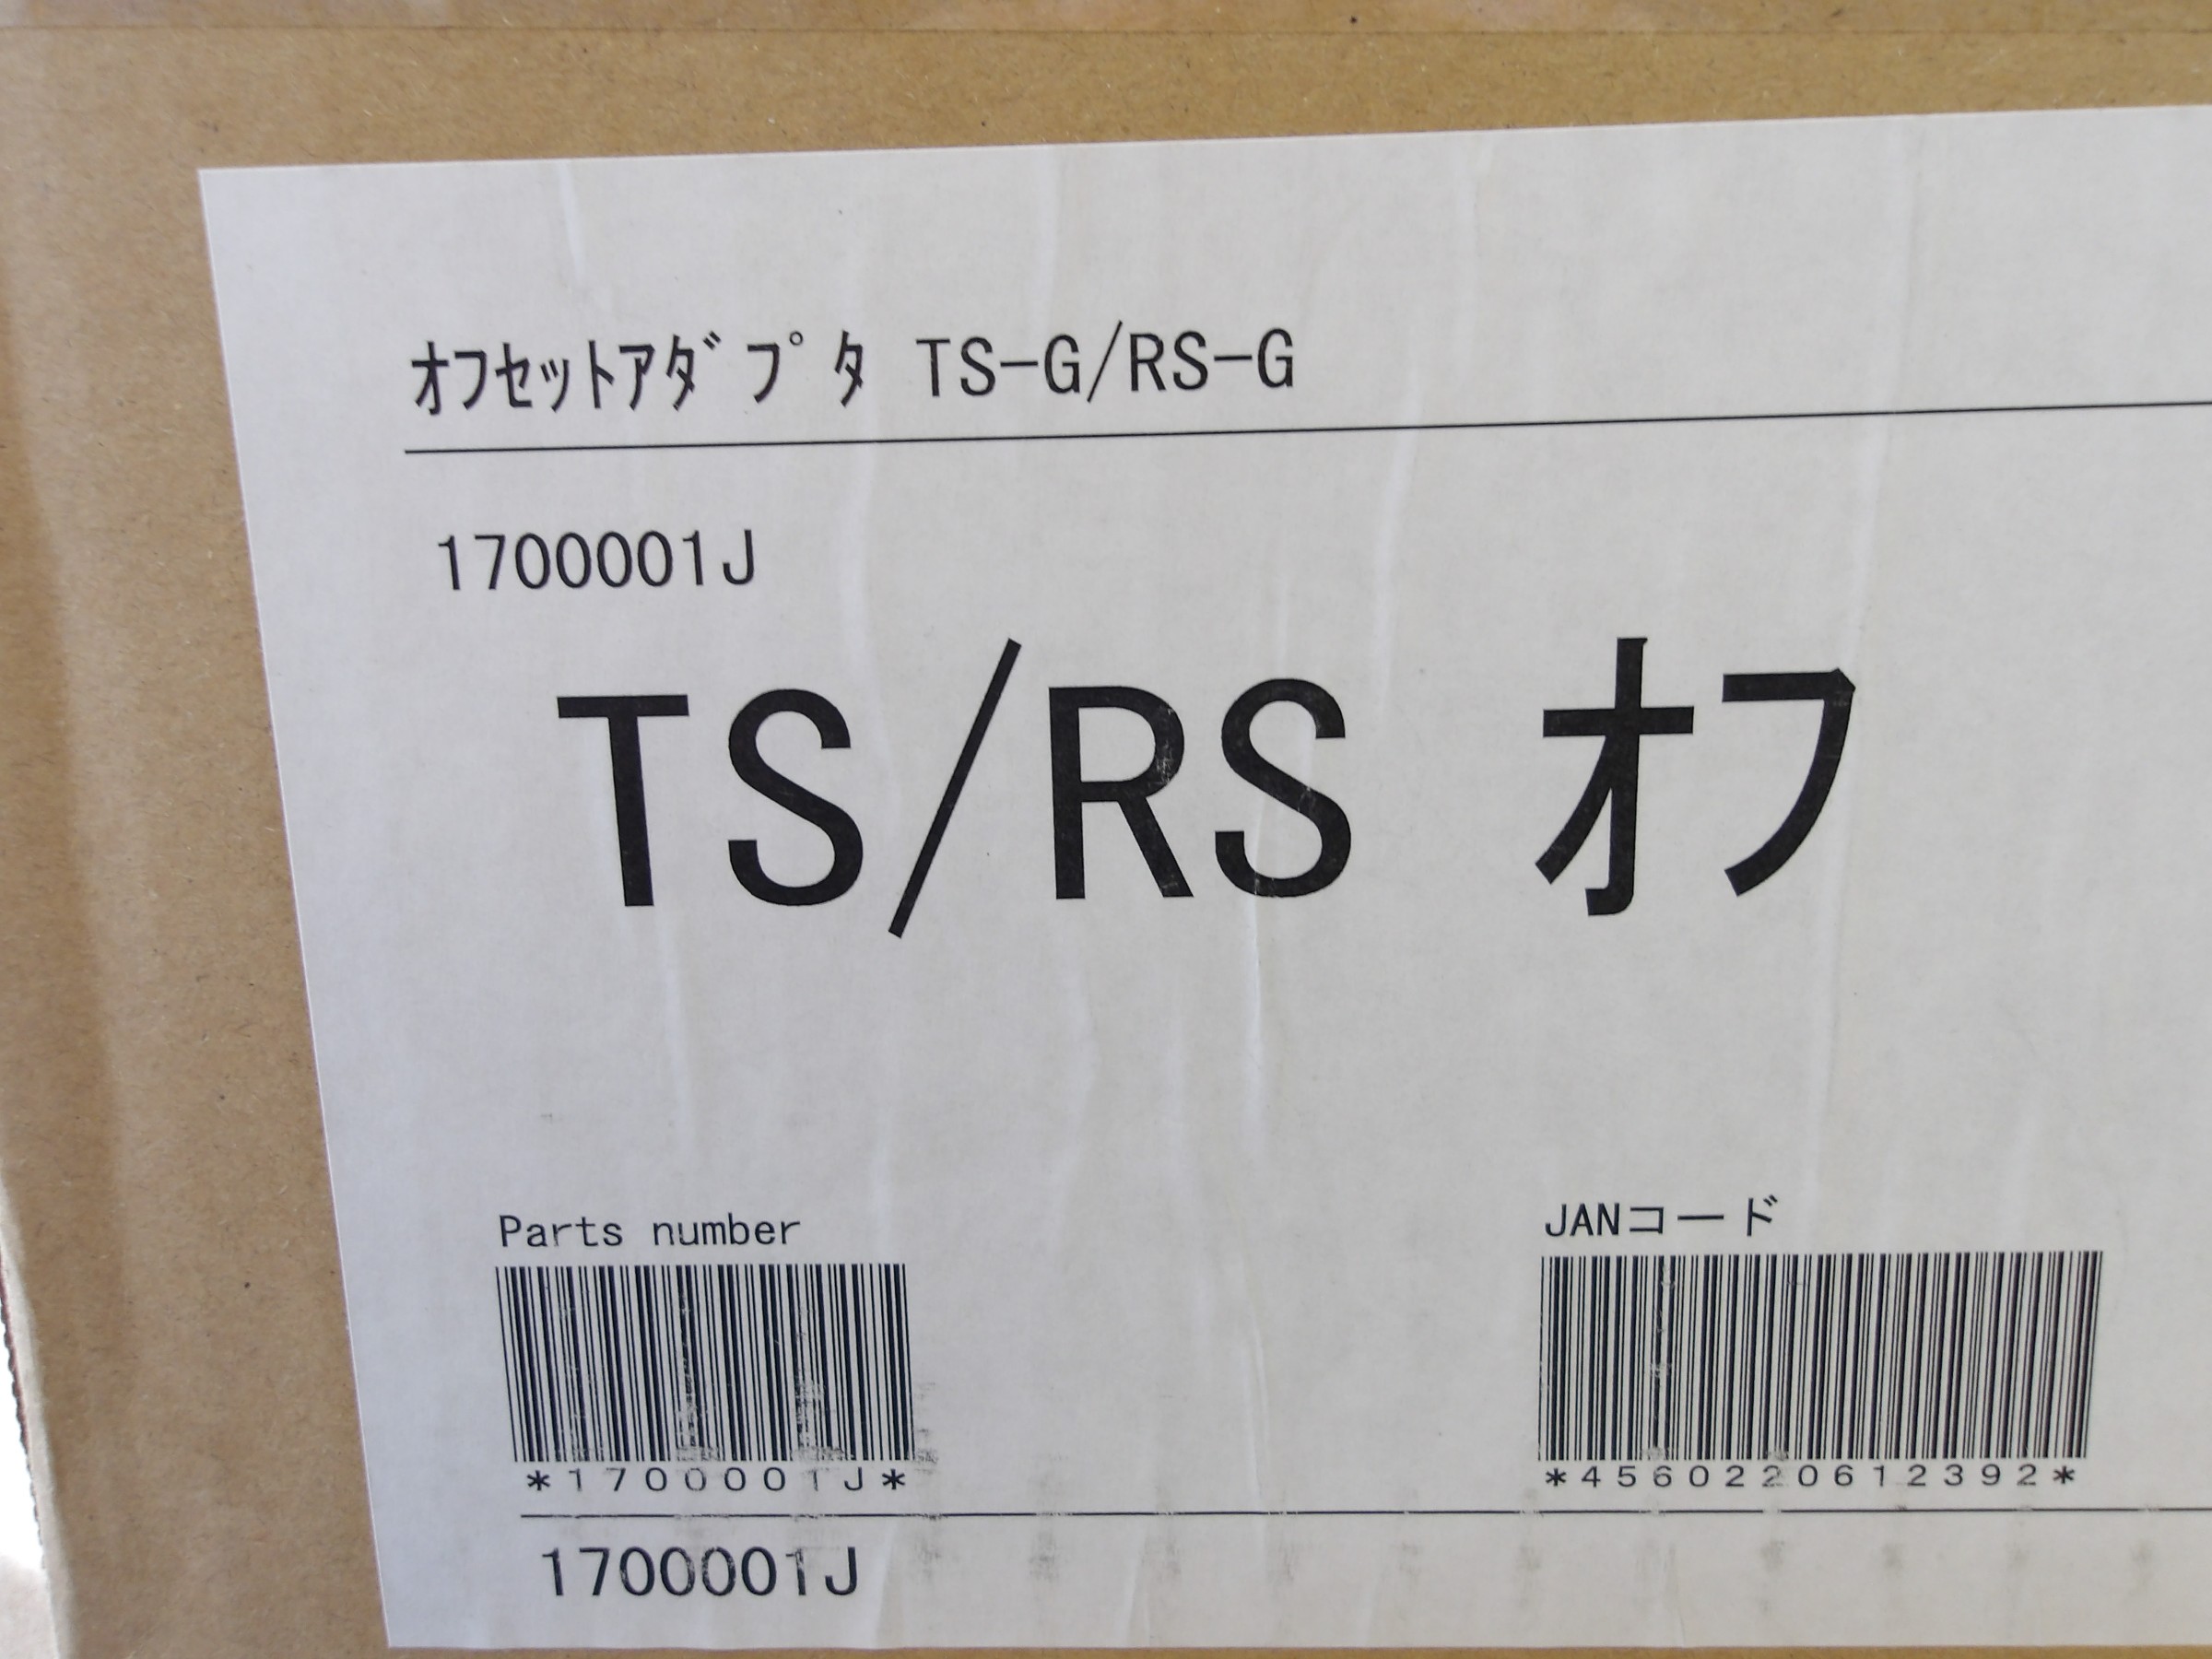 オフセットアダプタ TS-G/RS-G
1700001J
TS/RS オフ
Parts number
JANコード
*1700001J*
*4560220612392*
1700001J